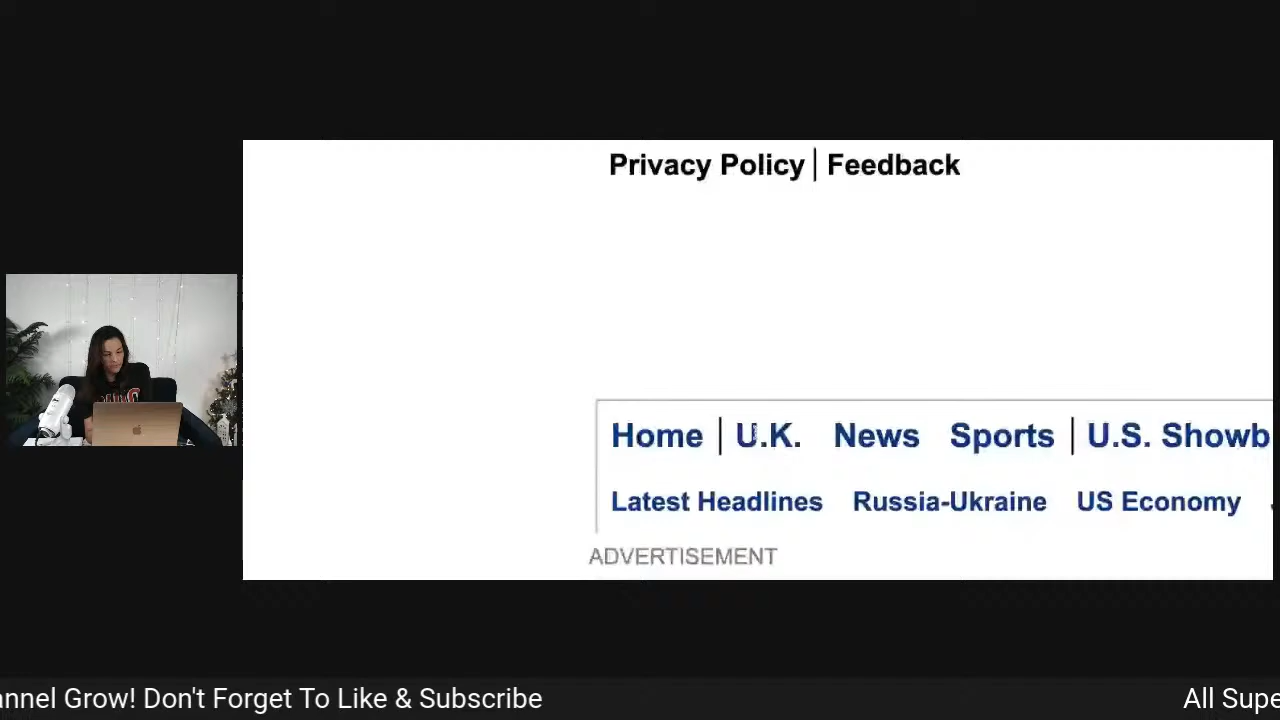 Privacy Policy | Feedback
Home | U.K. News Sports | U.S. Showb
Latest Headlines Russia-Ukraine US Economy
ADVERTISEMENT
annel Grow! Don't Forget To Like & Subscribe
All Supe